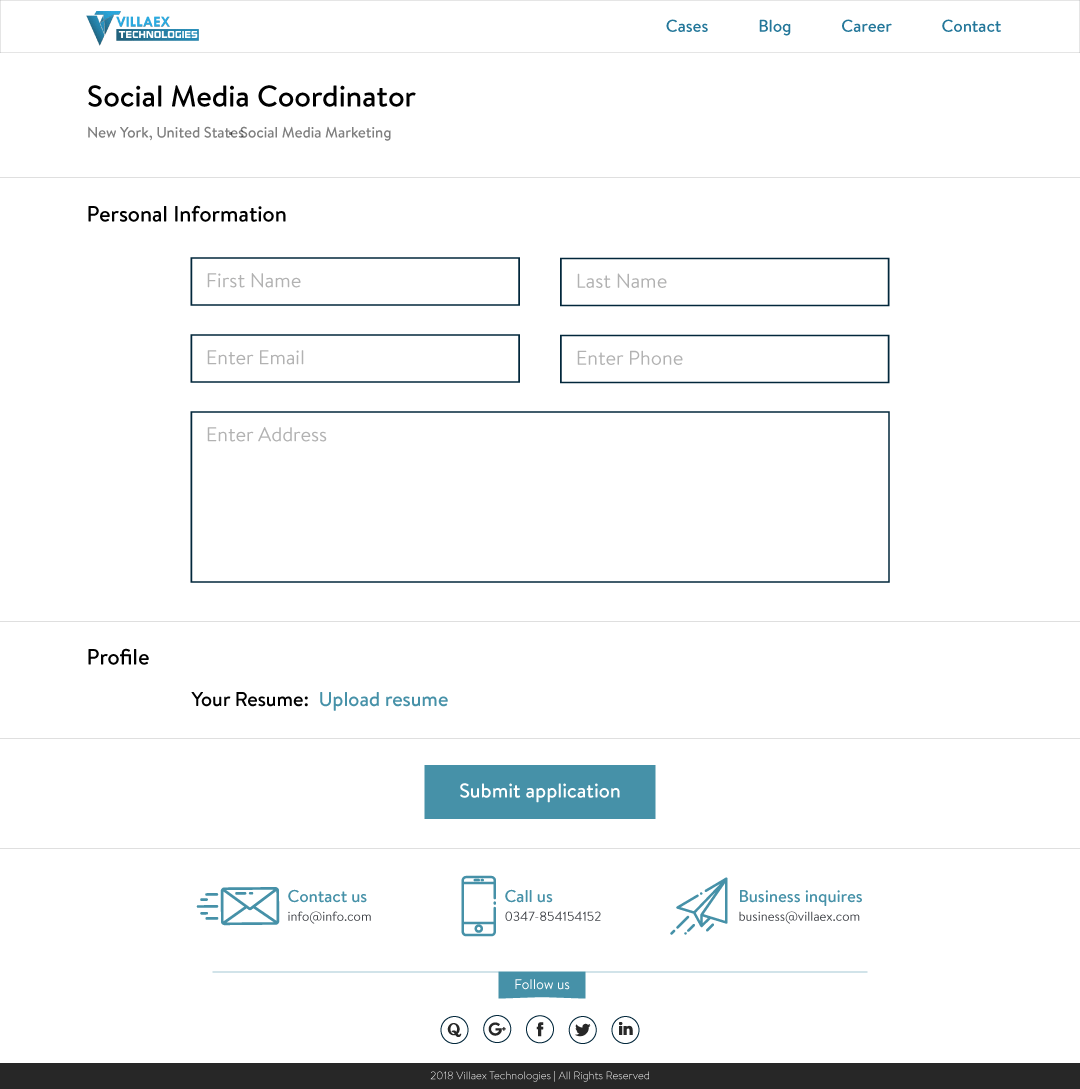 VILLAEX
TECHNOLOGIES
Cases Blog Career Contact
Social Media Coordinator
New York, United States • Social Media Marketing
Personal Information
First Name Last Name
Enter Email Enter Phone
Enter Address
Profile
Your Resume: Upload resume
Submit application
Contact us Call us Business inquires
info@info.com 0347-854154152 business@villaex.com
Follow us
Q G+ f in
2018 Villaex Technologies | All Rights Reserved